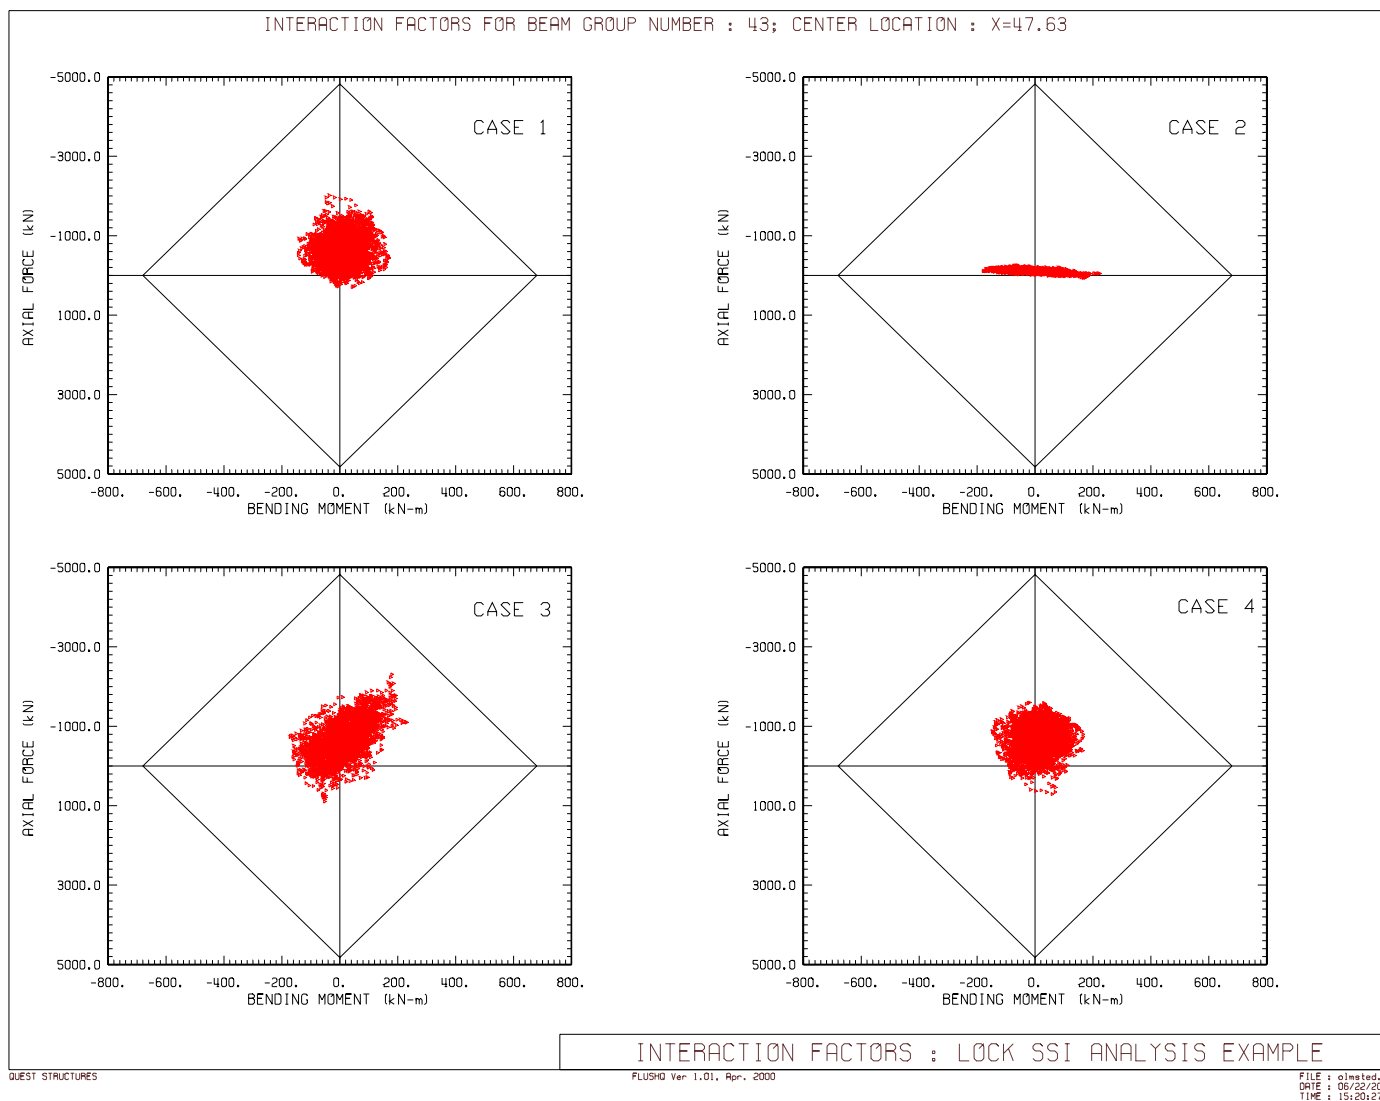 INTERACTION FACTORS FOR BEAM GROUP NUMBER : 43; CENTER LOCATION : X=47.63
-5000.0
-3000.0
-1000.0
1000.0
3000.0
5000.0
AXIAL FORCE (kN)
CASE 1
-800. -600. -400. -200. 0. 200. 400. 600. 800.
BENDING MOMENT (kN-m)
-5000.0
-3000.0
-1000.0
1000.0
3000.0
5000.0
AXIAL FORCE (kN)
CASE 2
-800. -600. -400. -200. 0. 200. 400. 600. 800.
BENDING MOMENT (kN-m)
-5000.0
-3000.0
-1000.0
1000.0
3000.0
5000.0
AXIAL FORCE (kN)
CASE 3
-800. -600. -400. -200. 0. 200. 400. 600. 800.
BENDING MOMENT (kN-m)
-5000.0
-3000.0
-1000.0
1000.0
3000.0
5000.0
AXIAL FORCE (kN)
CASE 4
-800. -600. -400. -200. 0. 200. 400. 600. 800.
BENDING MOMENT (kN-m)
INTERACTION FACTORS : LOCK SSI ANALYSIS EXAMPLE
QUEST STRUCTURES
FLUSHQ Ver 1.01, Apr. 2000
FILE : olmsted.
DATE : 06/22/20
TIME : 15:20:27